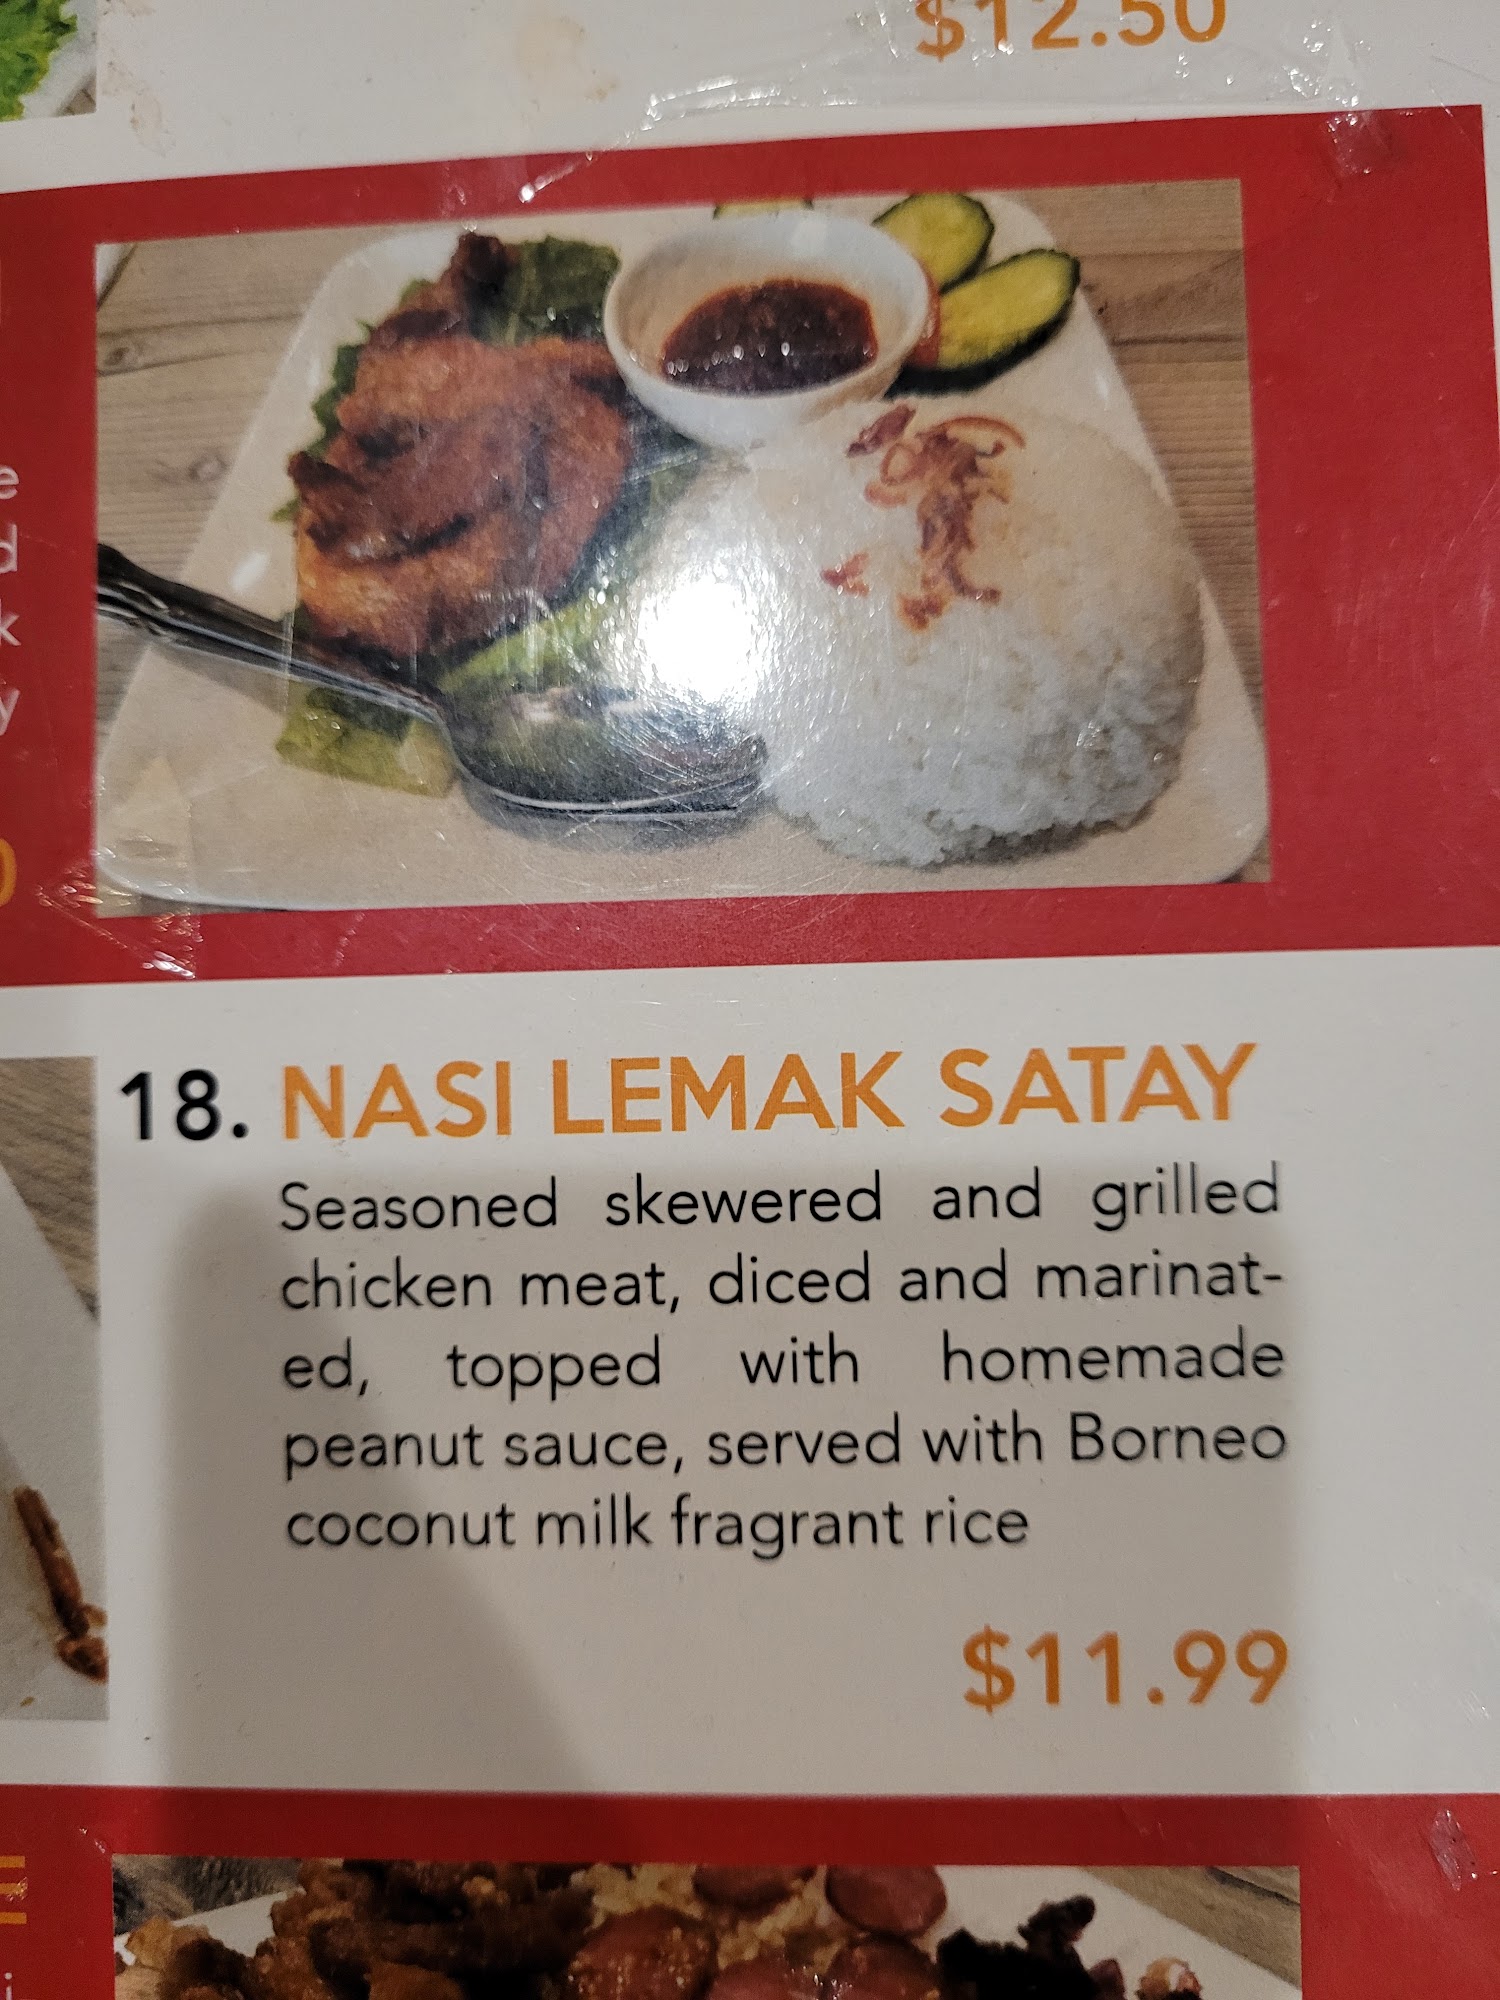 $12.50
18. NASI LEMAK SATAY
Seasoned skewered and grilled
chicken meat, diced and marinat-
ed, topped with homemade
peanut sauce, served with Borneo
coconut milk fragrant rice
$11.99